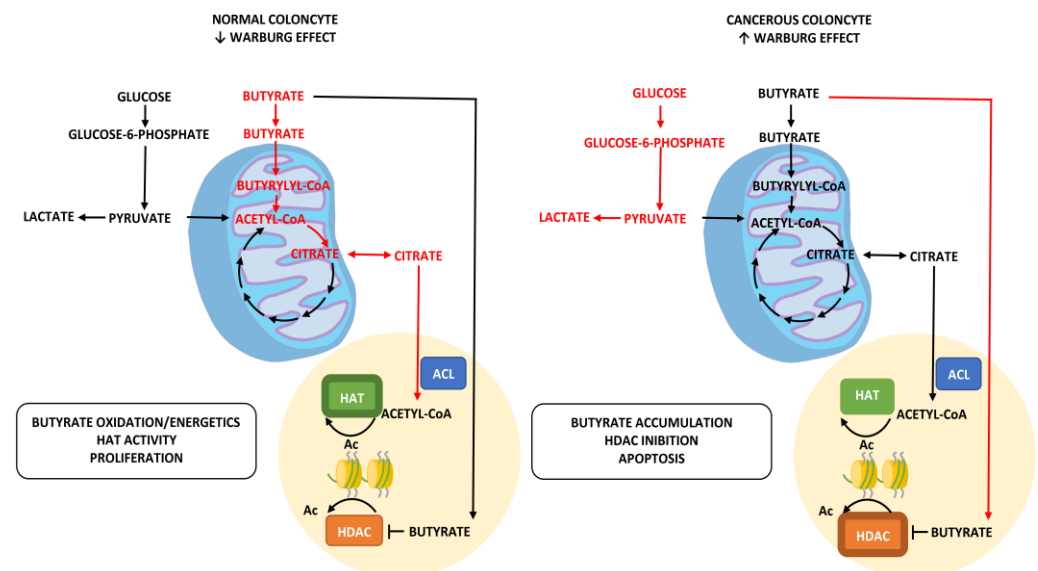 NORMAL COLONCYTE
↓ WARBURG EFFECT
GLUCOSE
BUTYRATE
GLUCOSE-6-PHOSPHATE
BUTYRATE
BUTYRYLYL-CoA
LACTATE
PYRUVATE
ACETYL-CoA
CITRATE
CITRATE
ACL
HAT
ACETYL-CoA
Ac
BUTYRATE OXIDATION/ENERGETICS
HAT ACTIVITY
PROLIFERATION
Ac
HDAC
BUTYRATE
CANCEROUS COLONCYTE
↑ WARBURG EFFECT
GLUCOSE
BUTYRATE
GLUCOSE-6-PHOSPHATE
BUTYRATE
BUTYRYLYL-CoA
LACTATE
PYRUVATE
ACETYL-CoA
CITRATE
CITRATE
ACL
HAT
ACETYL-CoA
Ac
BUTYRATE ACCUMULATION
HDAC INIBITION
APOPTOSIS
Ac
HDAC
BUTYRATE